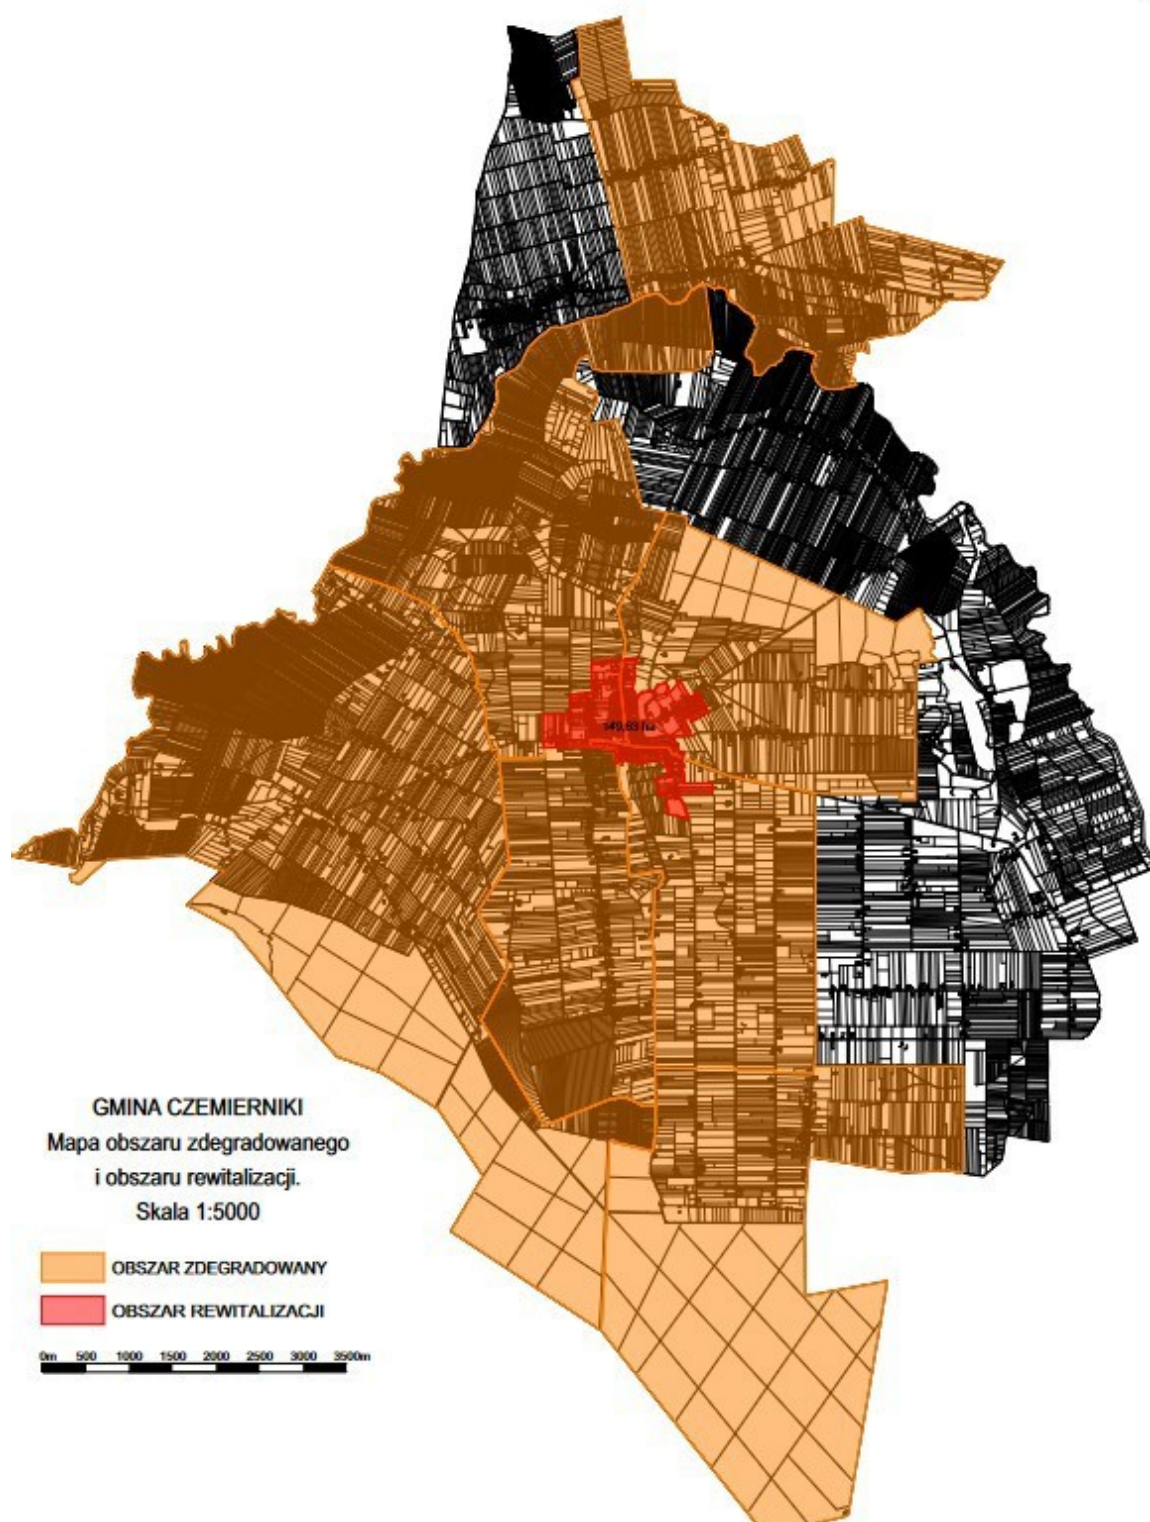 GMINA CZEMIERNIKI
Mapa obszaru zdegradowanego
i obszaru rewitalizacji.
Skala 1:5000
OBSZAR ZDEGRADOWANY
OBSZAR REWITALIZACJI
0m 500 1000 1500 2000 2500 3000 3500m